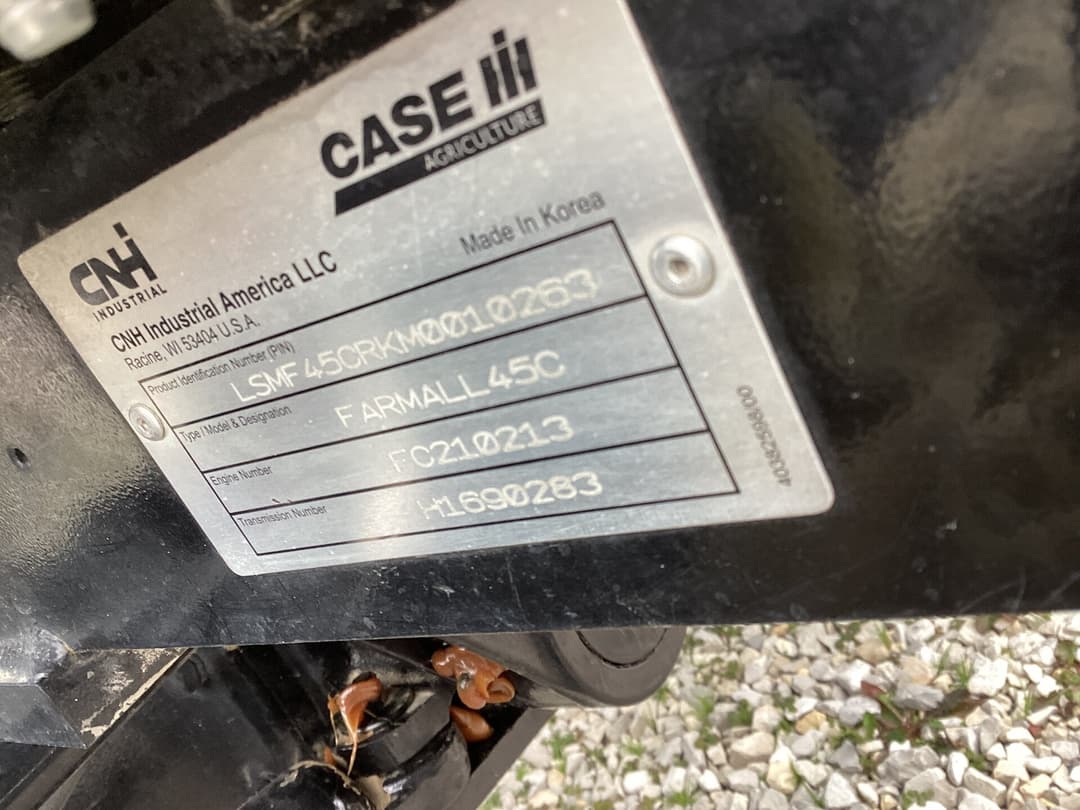 CASE IH
AGRICULTURE
CNH
INDUSTRIAL
CNH Industrial America LLC
Racine, WI 53404 U.S.A.
Made In Korea
Product Identification Number (PIN)
LSMF45CRKM0010263
Type / Model & Designation
FARMALL45C
Engine Number
FC210213
Transmission Number
H1690283